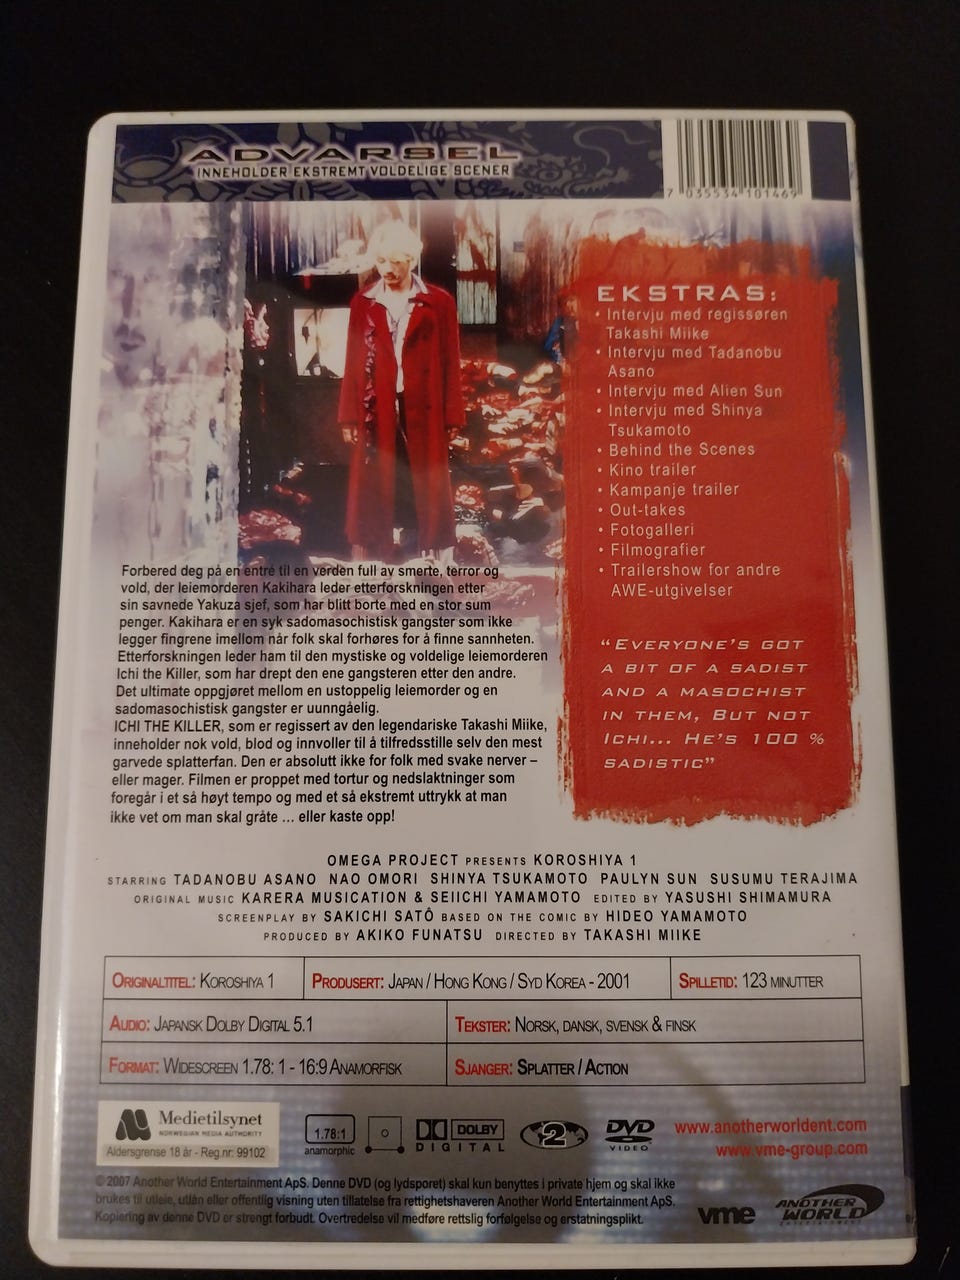 ADVARSEL
INNEHOLDER EKSTREMT VOLDELIGE SCENER
7 035534 101469
EKSTRAS:
• Intervju med regissøren
Takashi Miike
• Intervju med Tadanobu
Asano
• Intervju med Alien Sun
• Intervju med Shinya
Tsukamoto
• Behind the Scenes
• Kino trailer
• Kampanje trailer
• Out-takes
• Fotogalleri
• Filmografier
• Trailershow for andre
AWE-utgivelser
"EVERYONE'S GOT
A BIT OF A SADIST
AND A MASOCHIST
IN THEM, BUT NOT
ICHI... HE'S 100 %
SADISTIC"
Forbered deg på en entré til en verden full av smerte, terror og
vold, der leiemorderen Kakihara leder etterforskningen etter
sin savnede Yakuza sjef, som har blitt borte med en stor sum
penger. Kakihara er en syk sadomasochistisk gangster som ikke
legger fingrene imellom når folk skal forhøres for å finne sannheten.
Etterforskningen leder ham til den mystiske og voldelige leiemorderen
Ichi the Killer, som har drept den ene gangsteren etter den andre.
Det ultimate oppgjøret mellom en ustoppelig leiemorder og en
sadomasochistisk gangster er uunngåelig.
ICHI THE KILLER, som er regissert av den legendariske Takashi Miike,
inneholder nok vold, blod og innvoller til å tilfredsstille selv den mest
garvede splatterfan. Den er absolutt ikke for folk med svake nerver –
eller mager. Filmen er proppet med tortur og nedslaktninger som
foregår i et så høyt tempo og med et så ekstremt uttrykk at man
ikke vet om man skal gråte ... eller kaste opp!
OMEGA PROJECT PRESENTS KOROSHIYA 1
STARRING TADANOBU ASANO NAO OMORI SHINYA TSUKAMOTO PAULYN SUN SUSUMU TERAJIMA
ORIGINAL MUSIC KARERA MUSICATION & SEIICHI YAMAMOTO EDITED BY YASUSHI SHIMAMURA
SCREENPLAY BY SAKICHI SATÔ BASED ON THE COMIC BY HIDEO YAMAMOTO
PRODUCED BY AKIKO FUNATSU DIRECTED BY TAKASHI MIIKE
ORIGINALTITEL: KOROSHIYA 1 PRODUSERT: JAPAN / HONG KONG / SYD KOREA - 2001 SPILLETID: 123 MINUTTER
AUDIO: JAPANSK DOLBY DIGITAL 5.1 TEKSTER: NORSK, DANSK, SVENSK & FINSK
FORMAT: WIDESCREEN 1.78: 1 - 16:9 ANAMORFISK SJANGER: SPLATTER / ACTION
Medietilsynet
NORWEGIAN MEDIA AUTHORITY
Aldersgrense 18 år - Reg.nr: 99102
1.78:1
anamorphic
DOLBY
DIGITAL
2
DVD
VIDEO
www.anotherworldent.com
www.vme-group.com
© 2007 Another World Entertainment ApS. Denne DVD (og lydsporet) skal kun benyttes i private hjem og skal ikke
brukes til utleie, utlån eller offentlig visning uten tillatelse fra rettighetshaveren Another World Entertainment ApS.
Kopiering av denne DVD er strengt forbudt. Overtredelse vil medføre rettslig forfølgelse og erstatningsplikt.
vme
ANOTHER
WORLD
ENTERTAINMENT